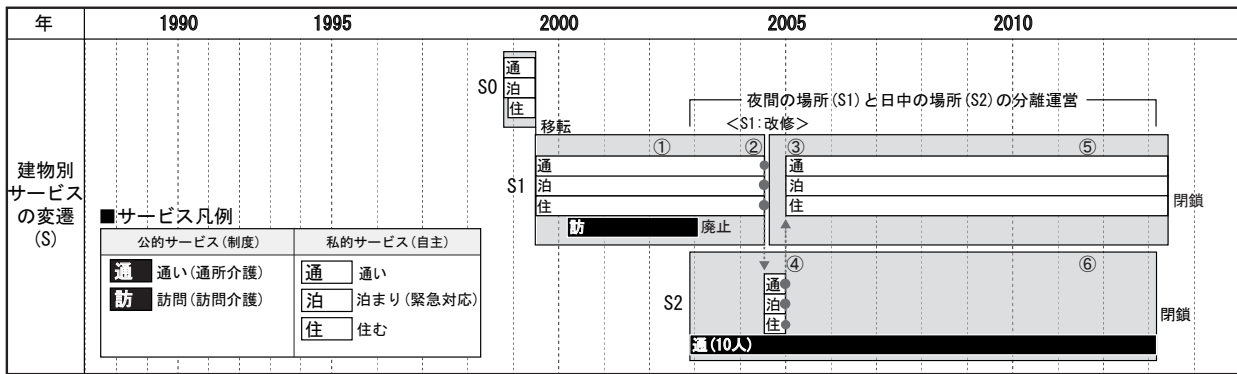 年 1990 1995 2000 2005 2010
建物別
サービス
の変遷
(S)
S0
通
泊
住
移転
夜間の場所(S1)と日中の場所(S2)の分離運営
<S1:改修>
S1
① ② ③ ⑤
通 通
泊 泊
住 住
訪 廃止
閉鎖
S2
④ ⑥
通
泊
住
通(10人)
閉鎖
■サービス凡例
公的サービス(制度) 私的サービス(自主)
通 通い(通所介護) 通 通い
訪 訪問(訪問介護) 泊 泊まり(緊急対応)
住 住む